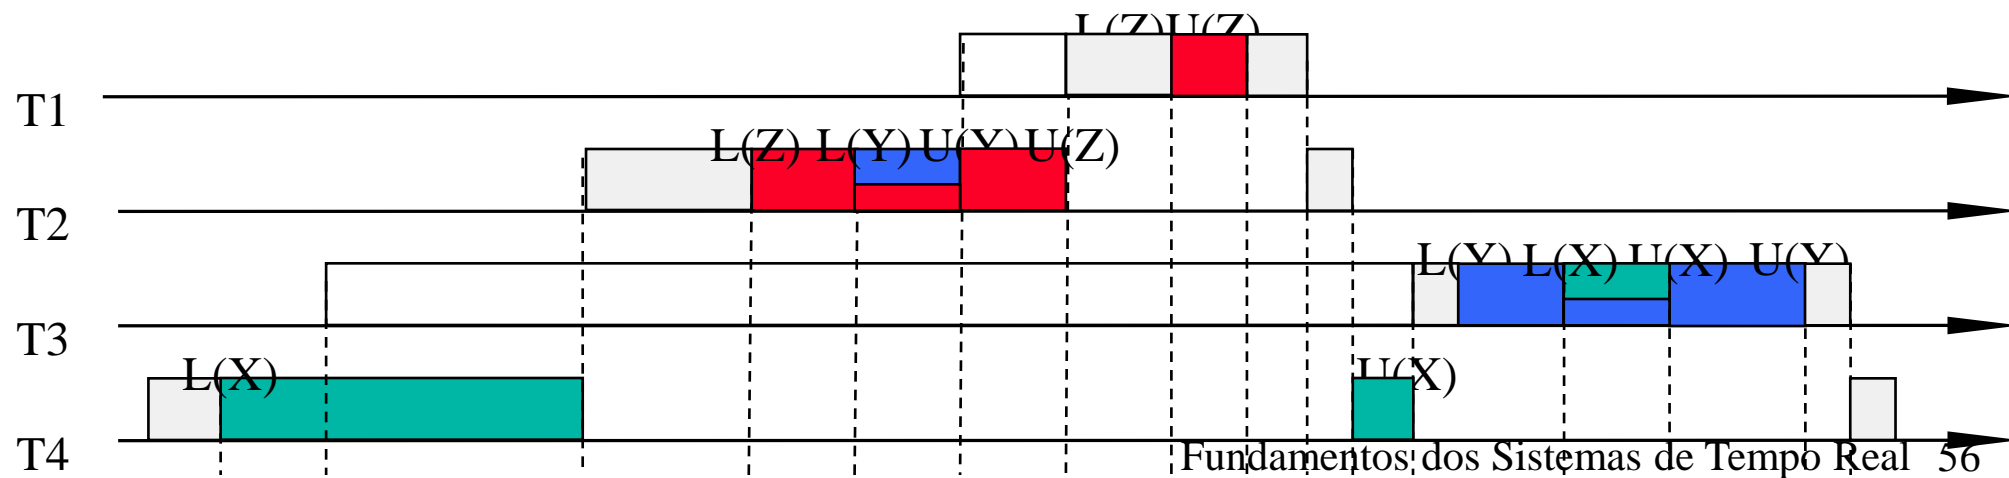 L(Z) U(Z)
T1
L(Z) L(Y) U(Y) U(Z)
T2
L(Y) L(X) U(X) U(Y)
T3
L(X) U(X)
T4
Fundamentos dos Sistemas de Tempo Real 56